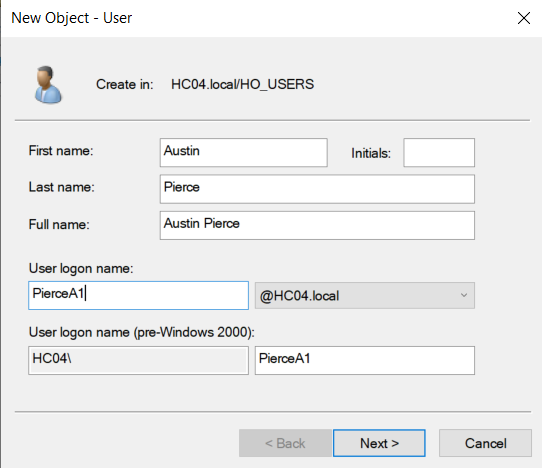 New Object - User
Create in: HC04.local/HO_USERS
First name: Austin Initials:
Last name: Pierce
Full name: Austin Pierce
User logon name:
PierceA1 @HC04.local
User logon name (pre-Windows 2000):
HC04\ PierceA1
< Back Next > Cancel